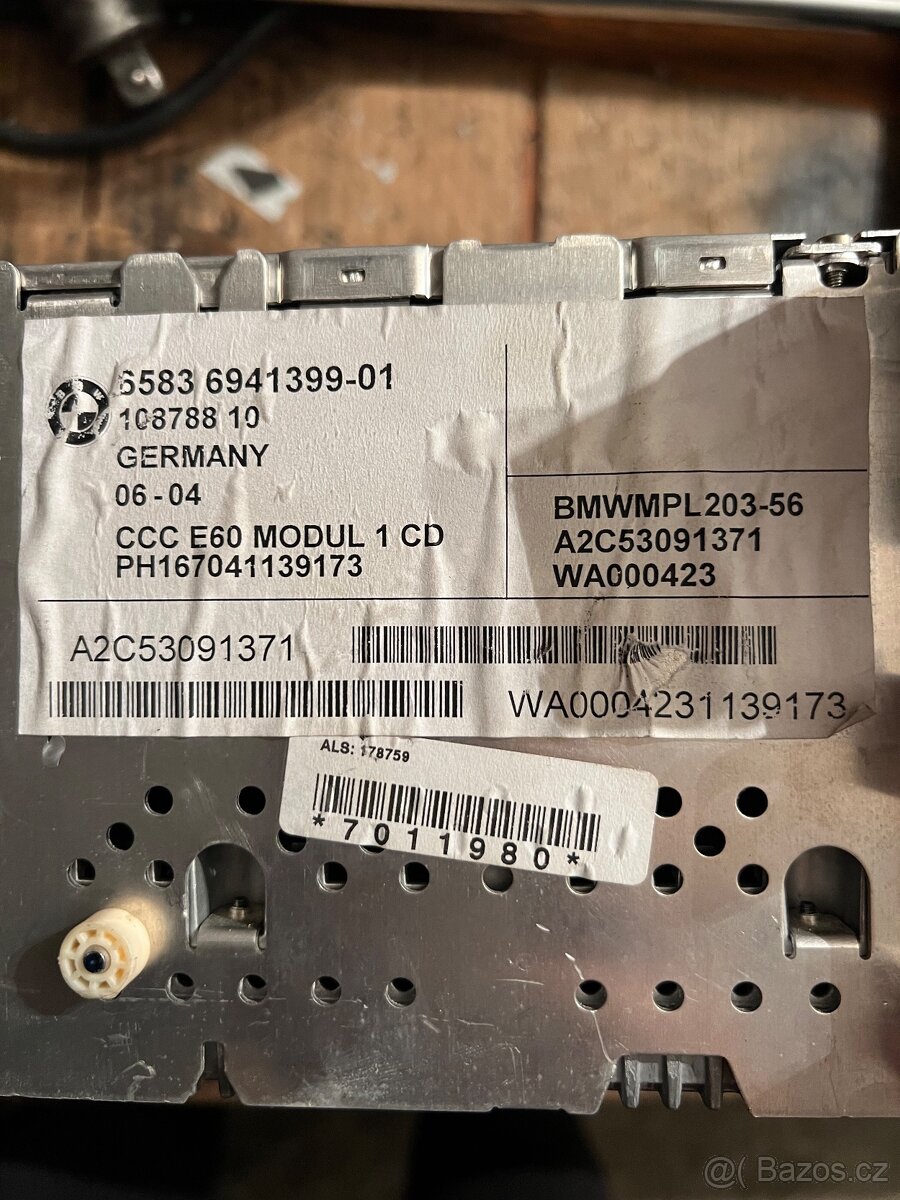 6583 6941399-01
108788 10
GERMANY
06-04
CCC E60 MODUL 1 CD
PH167041139173
BMWMPL203-56
A2C53091371
WA000423
A2C53091371
WA0004231139173
ALS: 178759
*7011980*
@( Bazos.cz